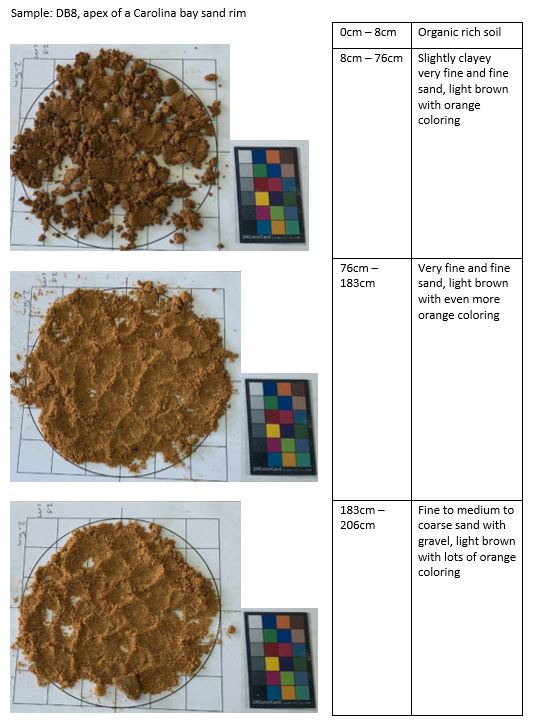 Sample: DB8, apex of a Carolina bay sand rim
0cm – 8cm
Organic rich soil
8cm – 76cm
Slightly clayey
very fine and fine
sand, light brown
with orange
coloring
76cm –
183cm
Very fine and fine
sand, light brown
with even more
orange coloring
183cm –
206cm
Fine to medium to
coarse sand with
gravel, light brown
with lots of orange
coloring
24ColorCard
24ColorCard
24ColorCard